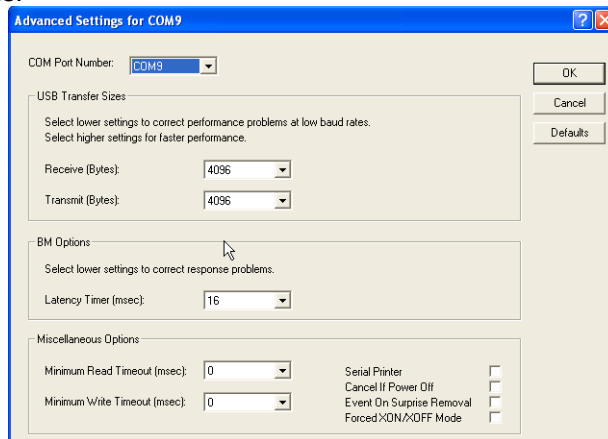 Advanced Settings for COM9
COM Port Number: COM9
OK
Cancel
Defaults
USB Transfer Sizes
Select lower settings to correct performance problems at low baud rates.
Select higher settings for faster performance.
Receive (Bytes): 4096
Transmit (Bytes): 4096
BM Options
Select lower settings to correct response problems.
Latency Timer (msec): 16
Miscellaneous Options
Minimum Read Timeout (msec): 0
Minimum Write Timeout (msec): 0
Serial Printer
Cancel If Power Off
Event On Surprise Removal
Forced XON/XOFF Mode